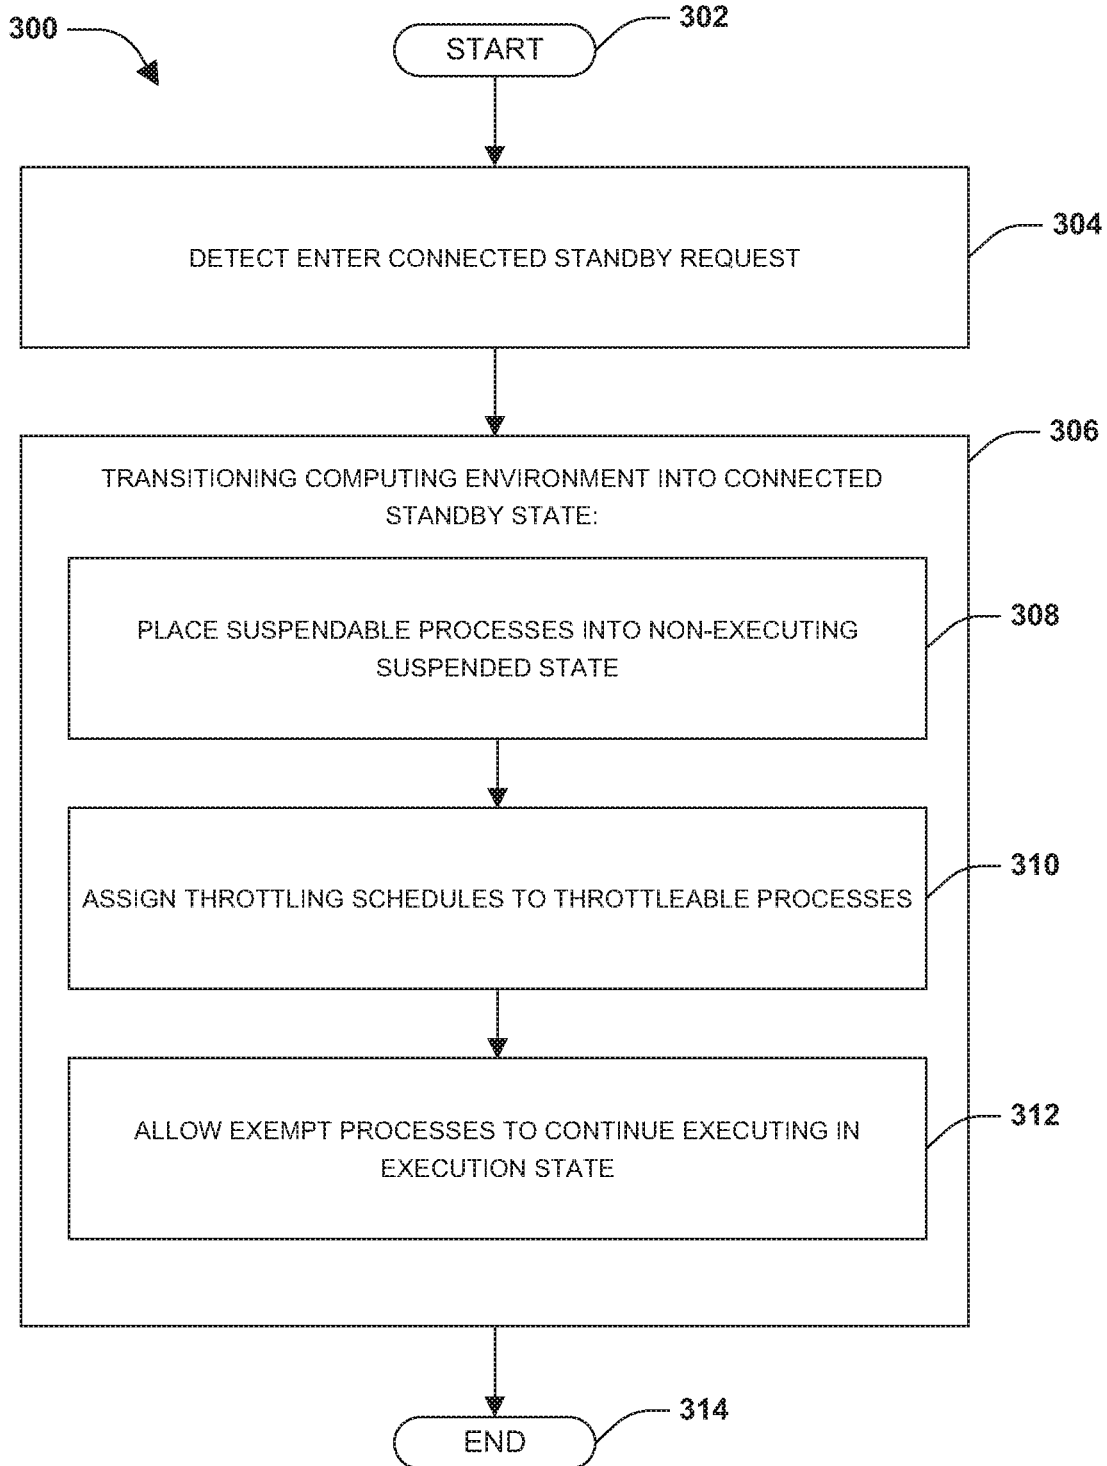 300
START
302
DETECT ENTER CONNECTED STANDBY REQUEST
304
TRANSITIONING COMPUTING ENVIRONMENT INTO CONNECTED
STANDBY STATE:
306
PLACE SUSPENDABLE PROCESSES INTO NON-EXECUTING
SUSPENDED STATE
308
ASSIGN THROTTLING SCHEDULES TO THROTTLEABLE PROCESSES
310
ALLOW EXEMPT PROCESSES TO CONTINUE EXECUTING IN
EXECUTION STATE
312
END
314